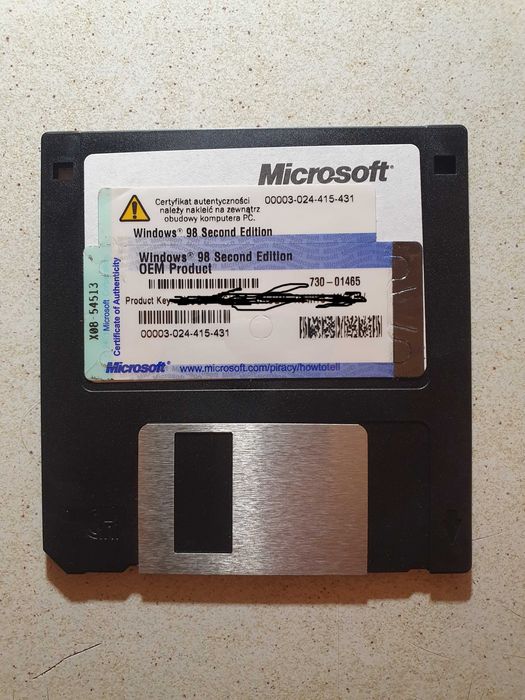 Microsoft®
Certyfikat autentyczności 00003-024-415-431
należy nakleić na zewnątrz
obudowy komputera PC.
Windows® 98 Second Edition
Windows® 98 Second Edition
OEM Product
730-01465
Product Key
00003-024-415-431
Microsoft® www.microsoft.com/piracy/howtotell
X08-54513
Microsoft
Certificate of Authenticity